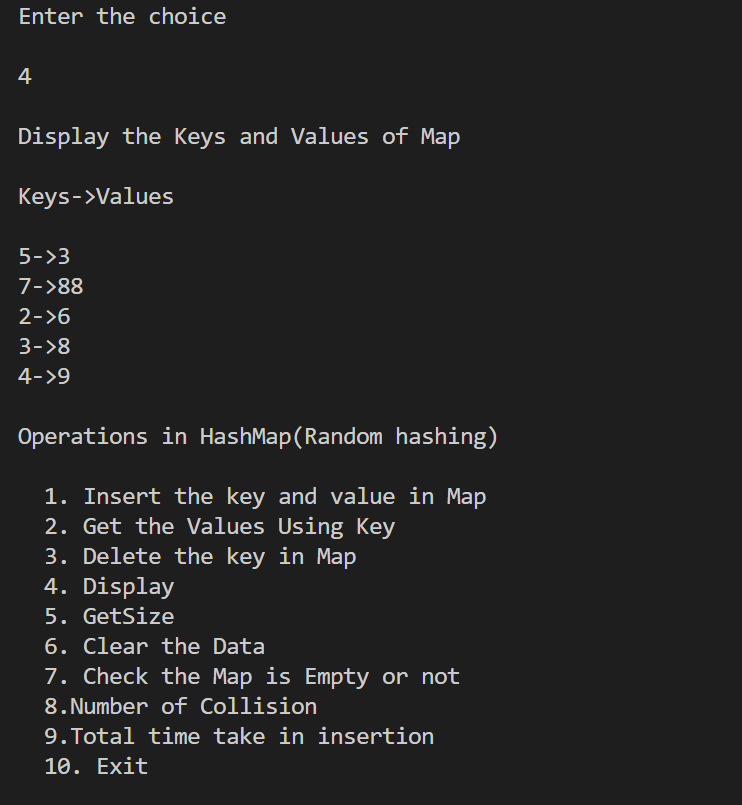 Enter the choice
4
Display the Keys and Values of Map
Keys->Values
5->3
7->88
2->6
3->8
4->9
Operations in HashMap(Random hashing)
1. Insert the key and value in Map
2. Get the Values Using Key
3. Delete the key in Map
4. Display
5. GetSize
6. Clear the Data
7. Check the Map is Empty or not
8.Number of Collision
9.Total time take in insertion
10. Exit